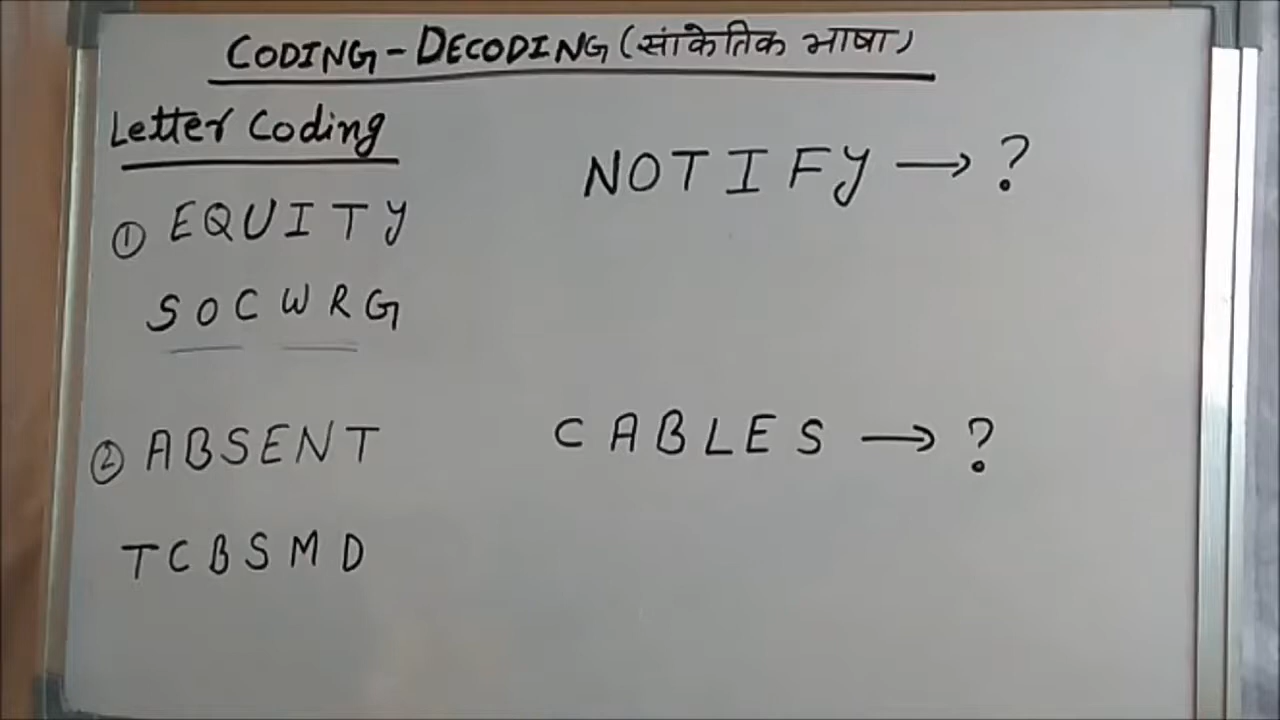 CODING-DECODING (सांकेतिक भाषा)
Letter Coding
① EQUITY
SOCWRG
NOTIFY → ?
② ABSENT
TCBSMD
CABLES → ?